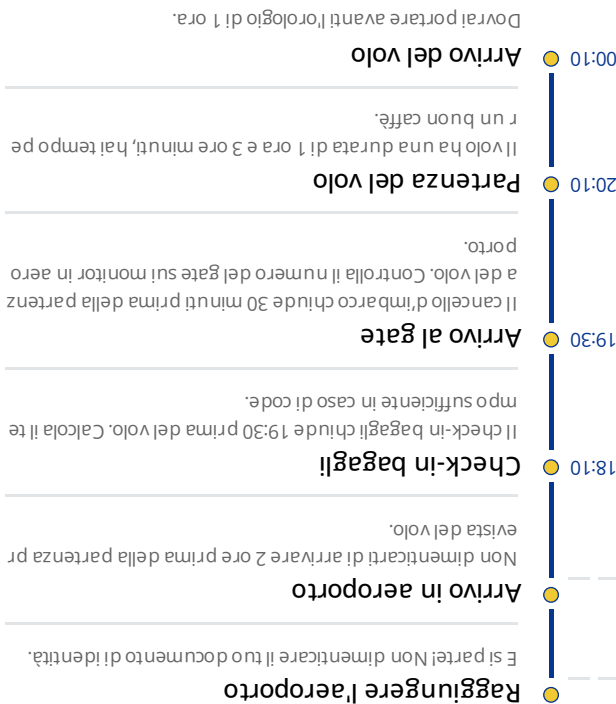 Raggiungere l'aeroporto
E si parte! Non dimenticare il tuo documento di identità.
Arrivo in aeroporto
Non dimenticarti di arrivare 2 ore prima della partenza pr
evista del volo.
18:10 Check-in bagagli
Il check-in bagagli chiude 19:30 prima del volo. Calcola il te
mpo sufficiente in caso di code.
19:30 Arrivo al gate
Il cancello d'imbarco chiude 30 minuti prima della partenz
a del volo. Controlla il numero del gate sui monitor in aero
porto.
20:10 Partenza del volo
Il volo ha una durata di 1 ora e 3 ore minuti, hai tempo pe
r un buon caffè.
00:10 Arrivo del volo
Dovrai portare avanti l'orologio di 1 ora.